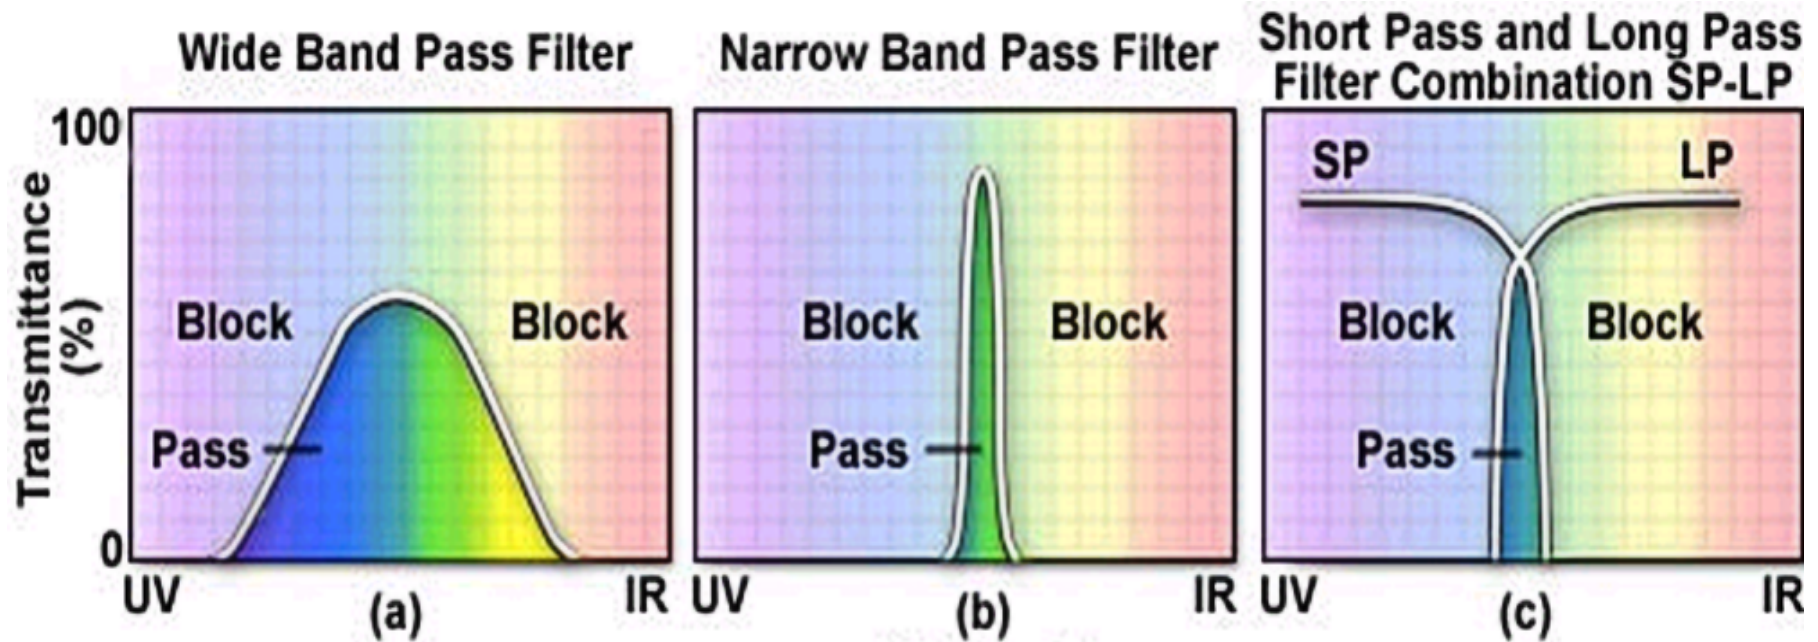 Wide Band Pass Filter
Narrow Band Pass Filter
Short Pass and Long Pass
Filter Combination SP-LP
Transmittance
(%)
100
0
Block
Block
Pass
UV
IR
(a)
Block
Block
Pass
UV
IR
(b)
SP
LP
Block
Block
Pass
UV
IR
(c)